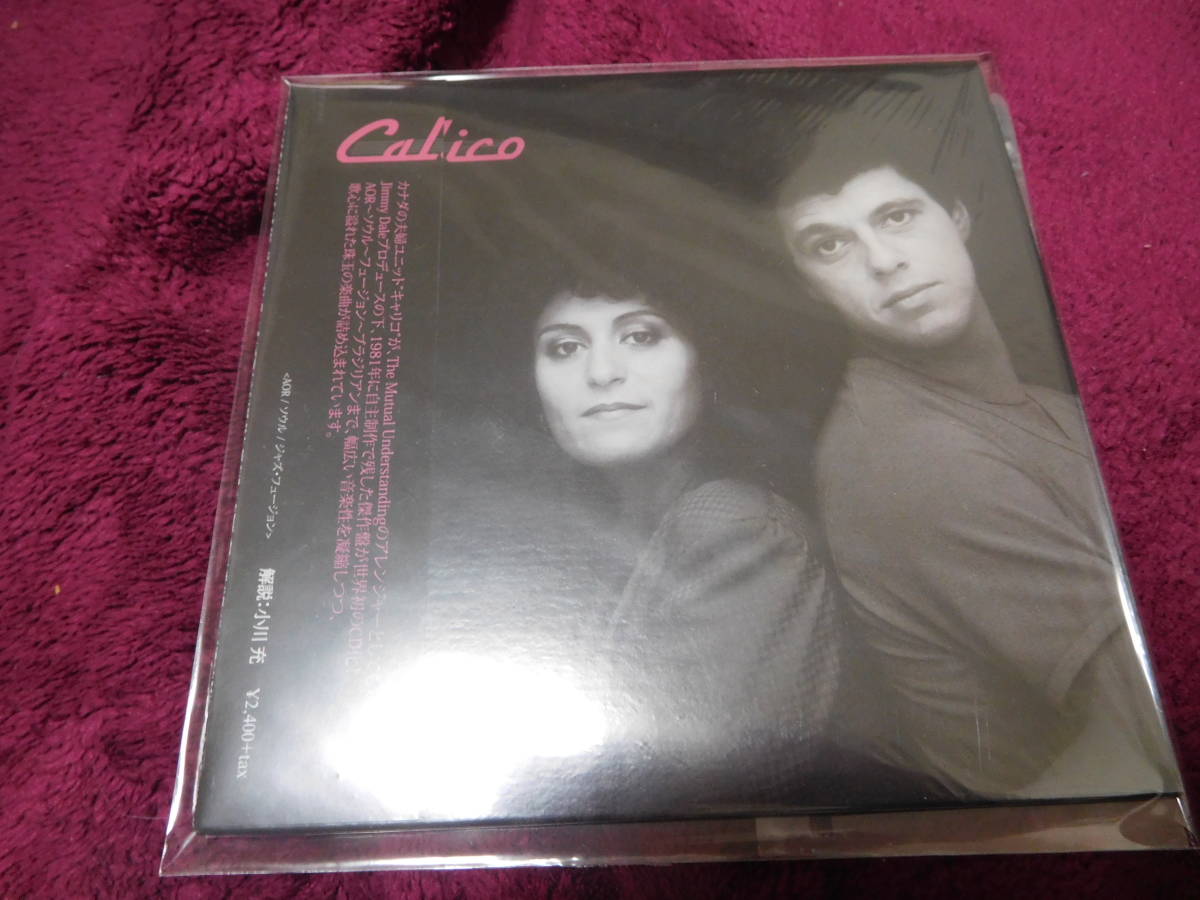 Calico
カナダの夫婦ユニット“キャリコ”が、The Mutual Understandingのアレンジャー
Jimmy Daleプロデュースの下、1981年に自主制作で残した傑作盤が世界初のCD化
AOR〜ソウル〜フュージョン〜ブラジリアンまで、幅広い音楽性を凝縮しつつ、
歌心に溢れた珠玉の楽曲が詰め込まれています。
<AOR / ソウル / ジャズ・フュージョン>
解説:小川 充 ¥2,400+tax